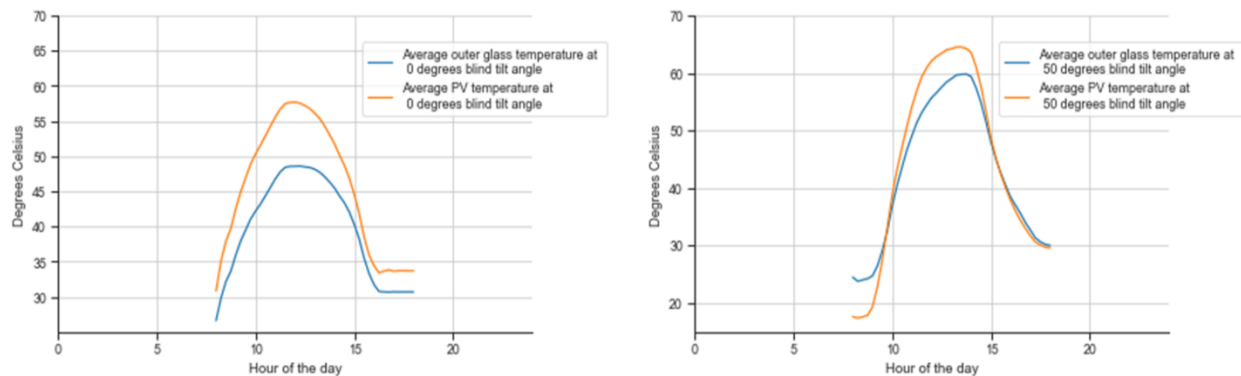 70
65
60
55
50
45
40
35
30
0
5
10
15
20
Degrees Celsius
Hour of the day
Average outer glass temperature at
0 degrees blind tilt angle
Average PV temperature at
0 degrees blind tilt angle
70
60
50
40
30
20
0
5
10
15
20
Degrees Celsius
Hour of the day
Average outer glass temperature at
50 degrees blind tilt angle
Average PV temperature at
50 degrees blind tilt angle